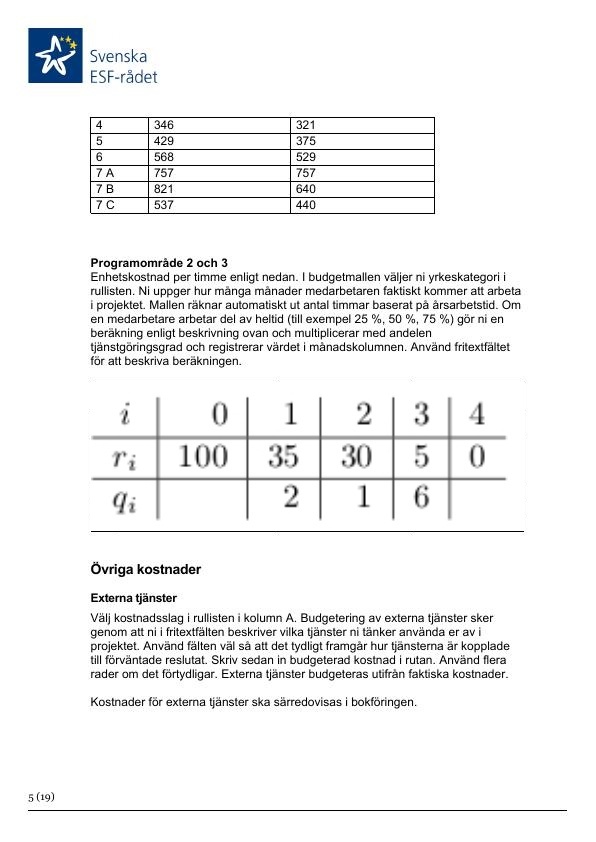 Svenska
ESF-rådet
4 346 321
5 429 375
6 568 529
7 A 757 757
7 B 821 640
7 C 537 440
Programområde 2 och 3
Enhetskostnad per timme enligt nedan. I budgetmallen väljer ni yrkeskategori i
rullisten. Ni uppger hur många månader medarbetaren faktiskt kommer att arbeta
i projektet. Mallen räknar automatiskt ut antal timmar baserat på årsarbetstid. Om
en medarbetare arbetar del av heltid (till exempel 25 %, 50 %, 75 %) gör ni en
beräkning enligt beskrivning ovan och multiplicerar med andelen
tjänstgöringsgrad och registrerar värdet i månadskolumnen. Använd fritextfältet
för att beskriva beräkningen.
i 0 1 2 3 4
rᵢ 100 35 30 5 0
qᵢ 2 1 6
Övriga kostnader
Externa tjänster
Välj kostnadsslag i rullisten i kolumn A. Budgetering av externa tjänster sker
genom att ni i fritextfälten beskriver vilka tjänster ni tänker använda er av i
projektet. Använd fälten väl så att det tydligt framgår hur tjänsterna är kopplade
till förväntade reslutat. Skriv sedan in budgeterad kostnad i rutan. Använd flera
rader om det förtydligar. Externa tjänster budgeteras utifrån faktiska kostnader.
Kostnader för externa tjänster ska särredovisas i bokföringen.
5 (19)